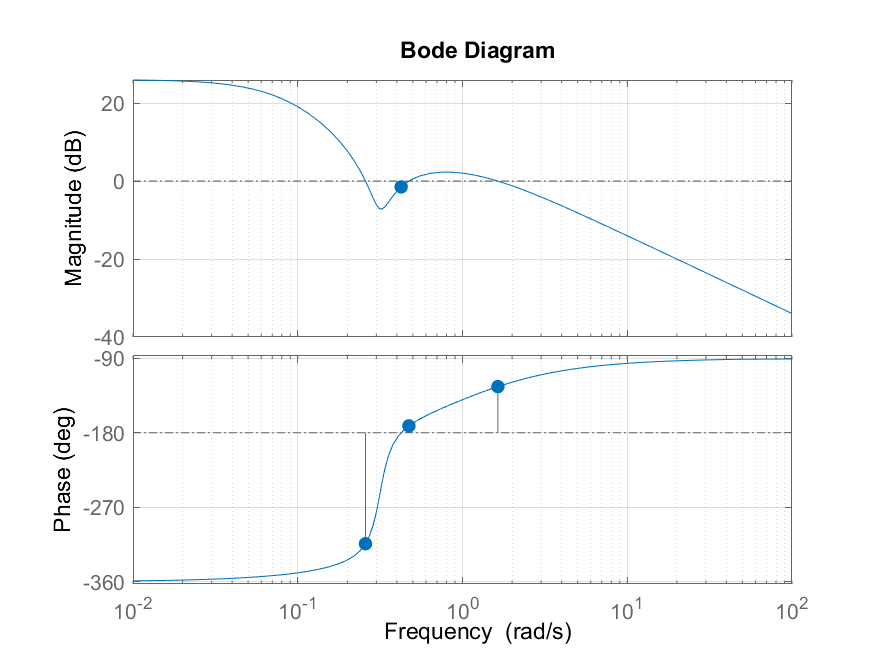 Bode Diagram
Magnitude (dB)
20
0
-20
-40
Phase (deg)
-90
-180
-270
-360
10^-2 10^-1 10^0 10^1 10^2
Frequency (rad/s)